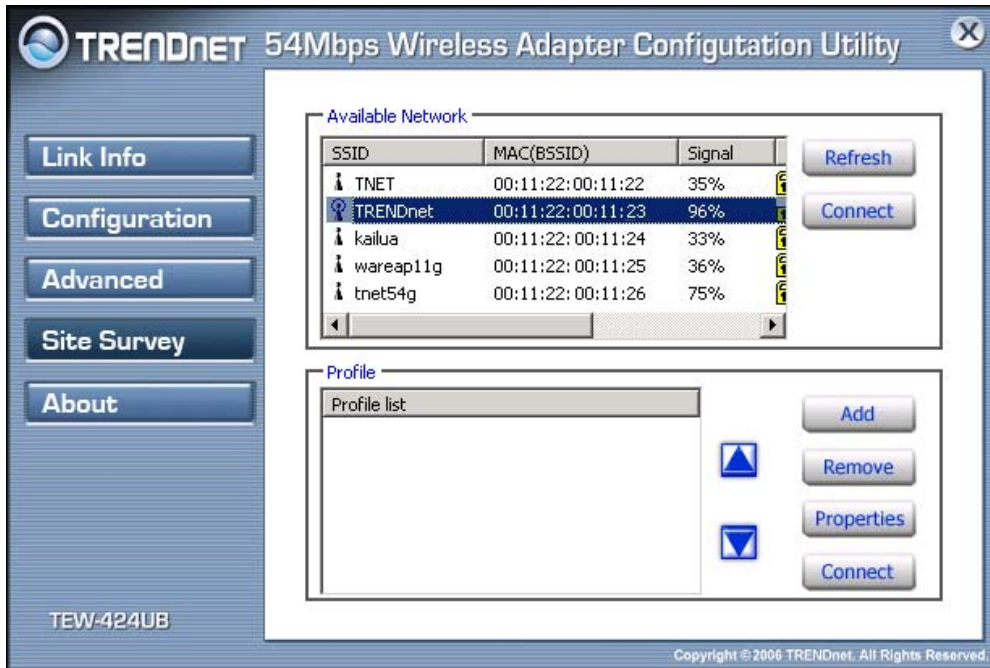 TRENDNET 54Mbps Wireless Adapter Configutation Utility
Link Info
Configuration
Advanced
Site Survey
About
TEW-424UB
Available Network
SSID MAC(BSSID) Signal
TNET 00:11:22:00:11:22 35%
TRENDnet 00:11:22:00:11:23 96%
kailua 00:11:22:00:11:24 33%
wareap11g 00:11:22:00:11:25 36%
tnet54g 00:11:22:00:11:26 75%
Refresh
Connect
Profile
Profile list
Add
Remove
Properties
Connect
Copyright © 2006 TRENDnet. All Rights Reserved.